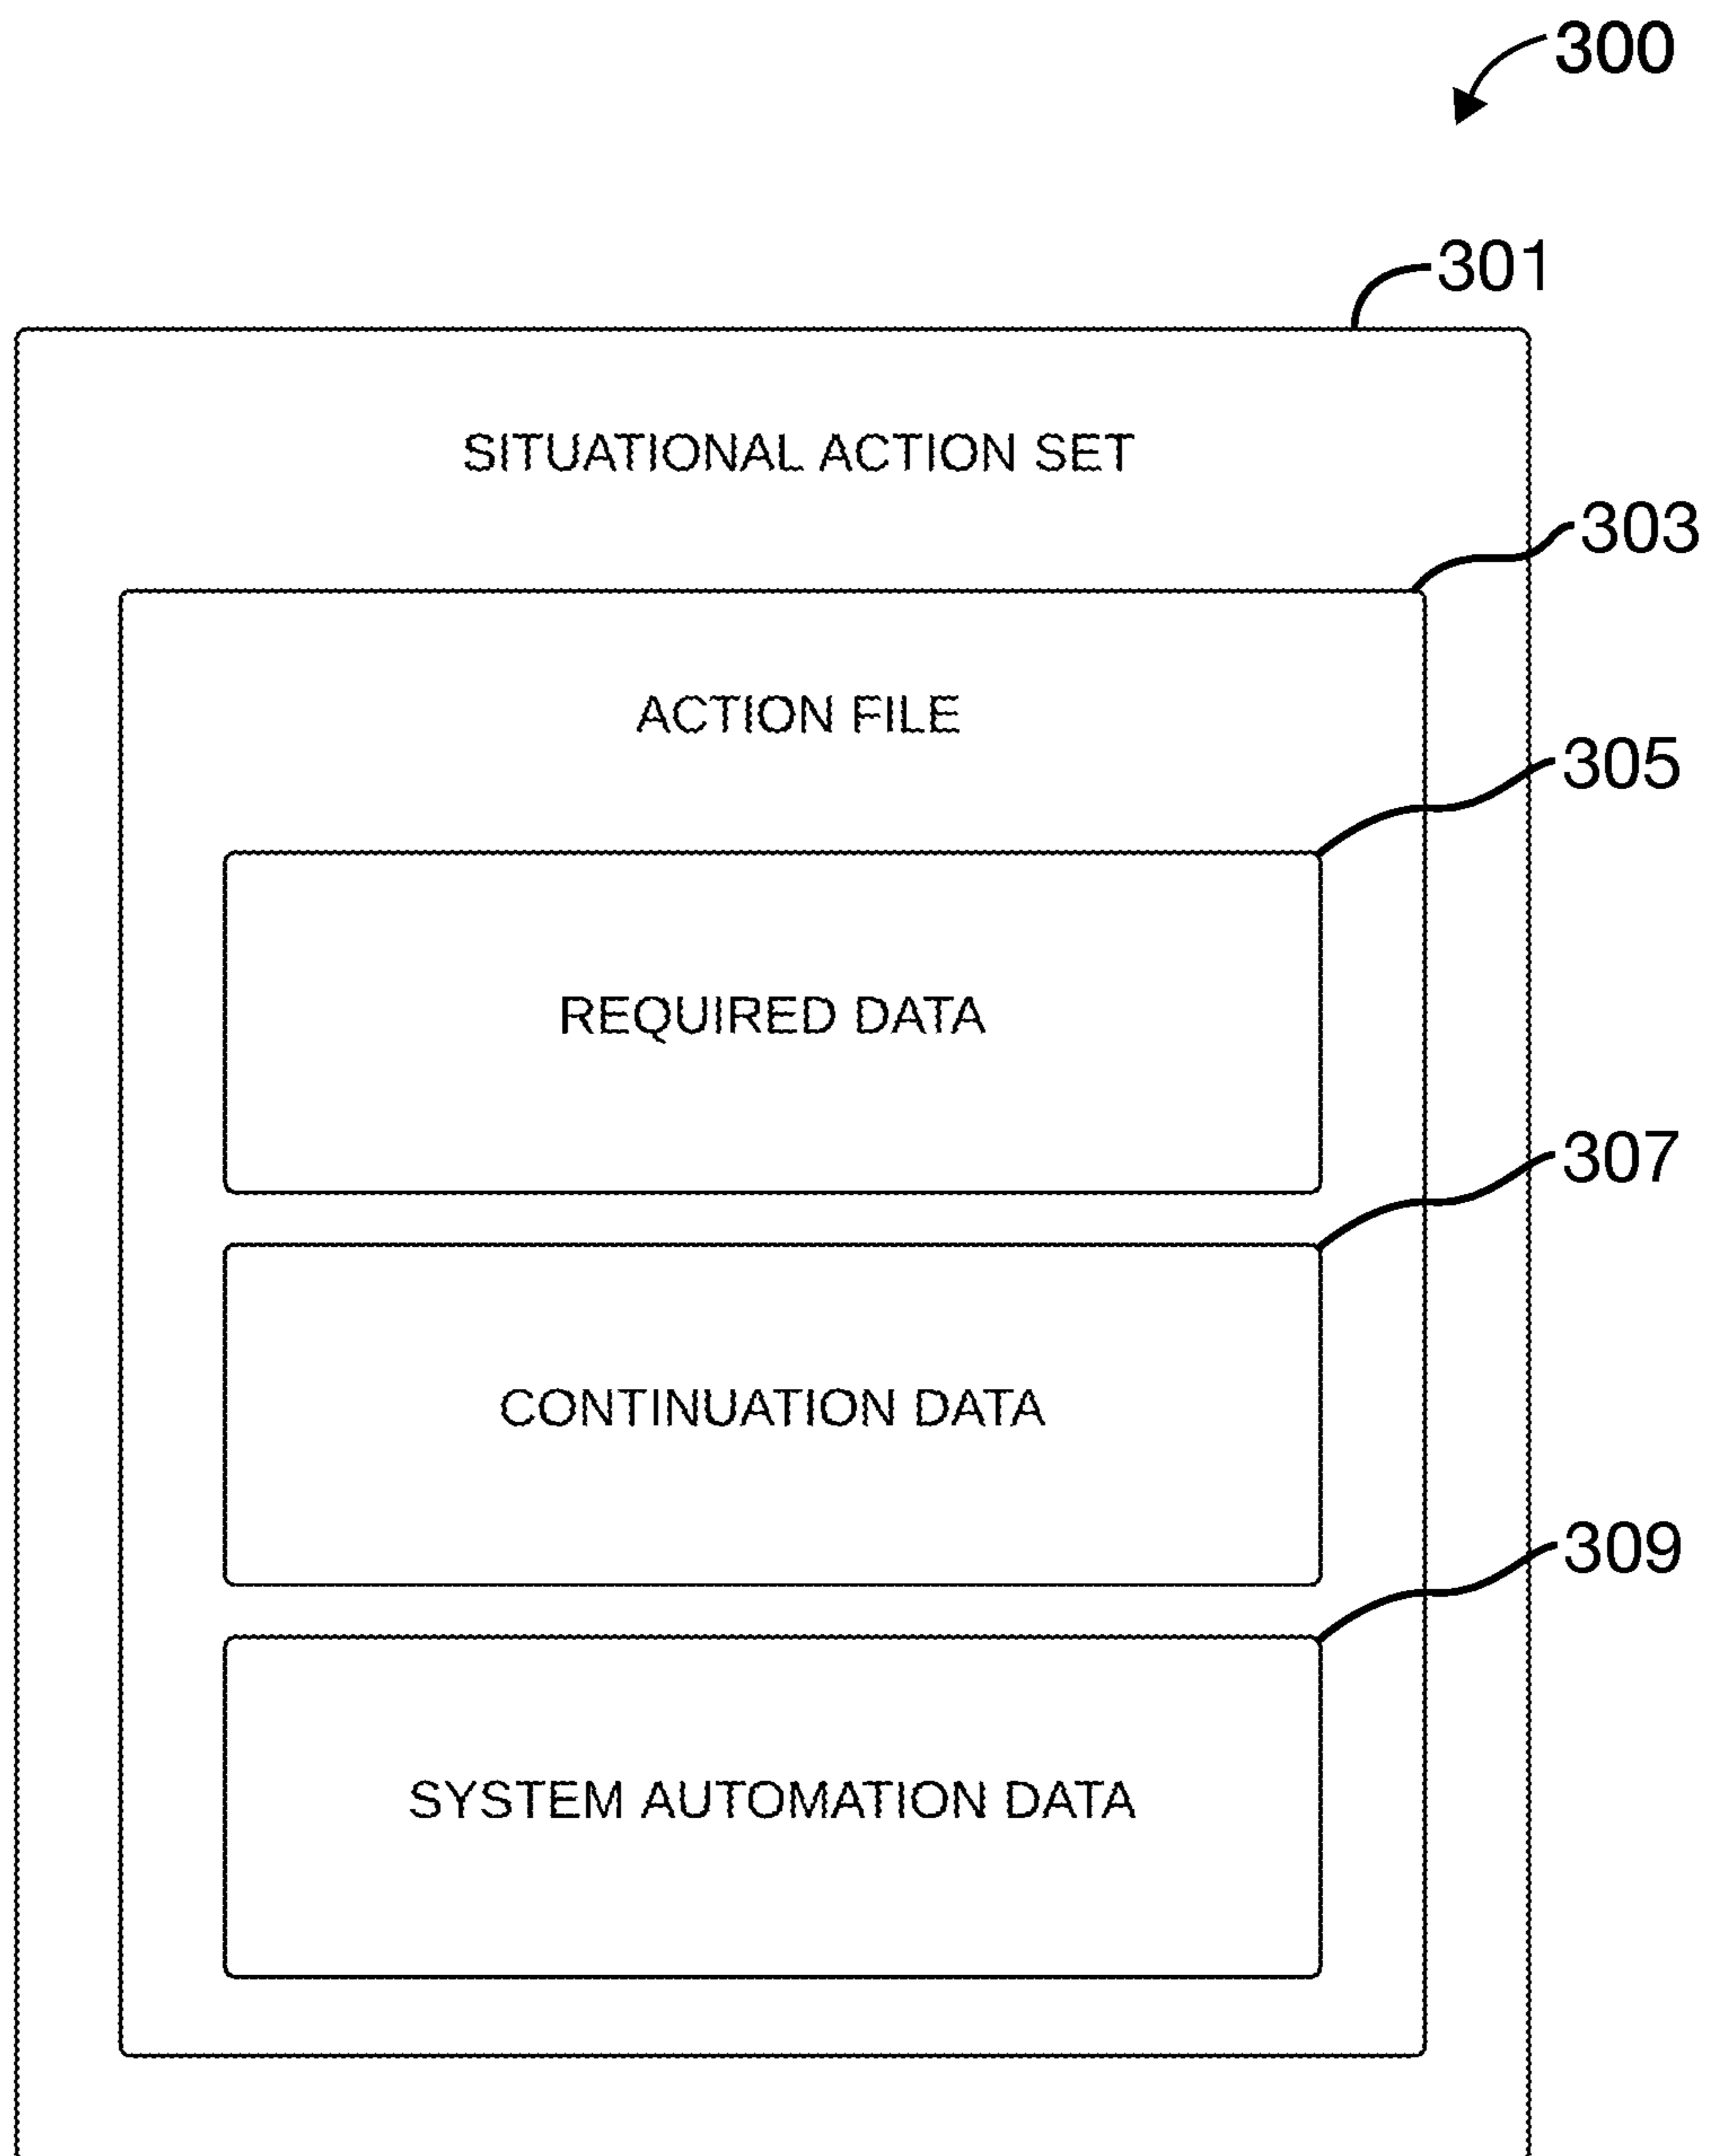 300
301
SITUATIONAL ACTION SET
303
ACTION FILE
305
REQUIRED DATA
307
CONTINUATION DATA
309
SYSTEM AUTOMATION DATA